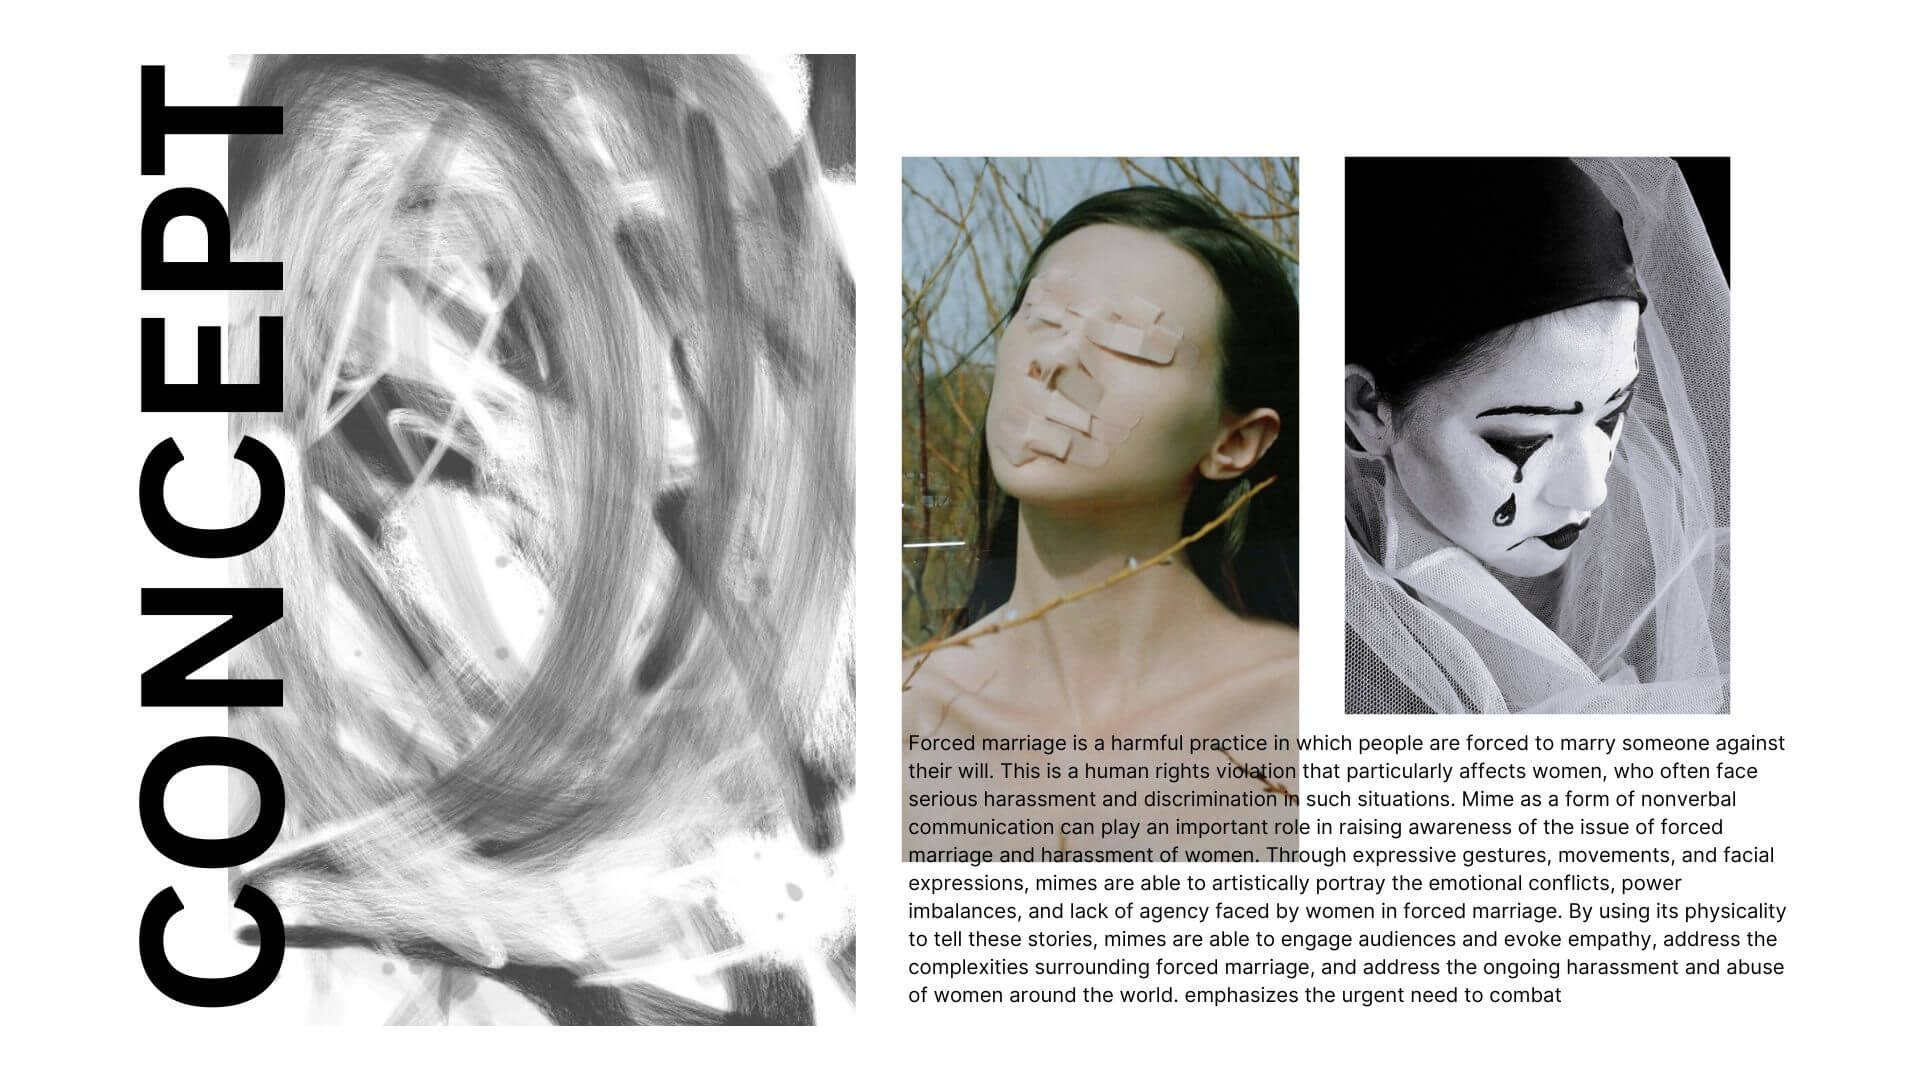 CONCEPT
Forced marriage is a harmful practice in which people are forced to marry someone against
their will. This is a human rights violation that particularly affects women, who often face
serious harassment and discrimination in such situations. Mime as a form of nonverbal
communication can play an important role in raising awareness of the issue of forced
marriage and harassment of women. Through expressive gestures, movements, and facial
expressions, mimes are able to artistically portray the emotional conflicts, power
imbalances, and lack of agency faced by women in forced marriage. By using its physicality
to tell these stories, mimes are able to engage audiences and evoke empathy, address the
complexities surrounding forced marriage, and address the ongoing harassment and abuse
of women around the world. emphasizes the urgent need to combat